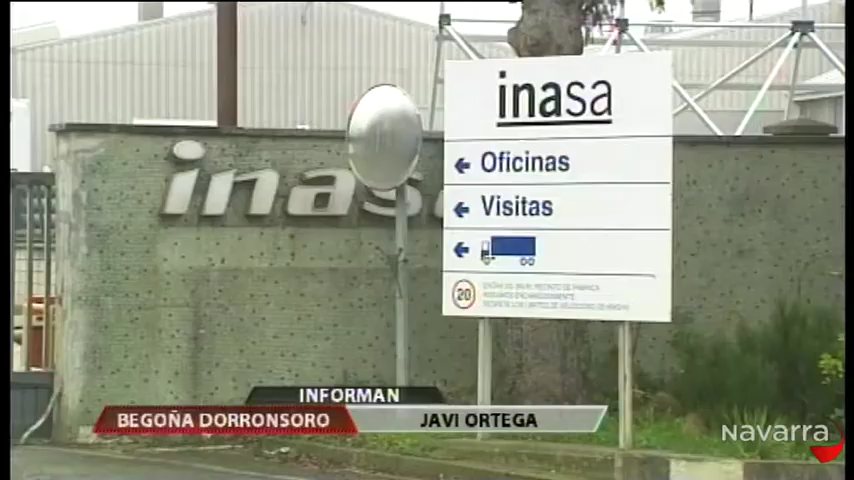 inasa
inasa
Oficinas
Visitas
20
INFORMAN
BEGOÑA DORRONSORO
JAVI ORTEGA
navarra